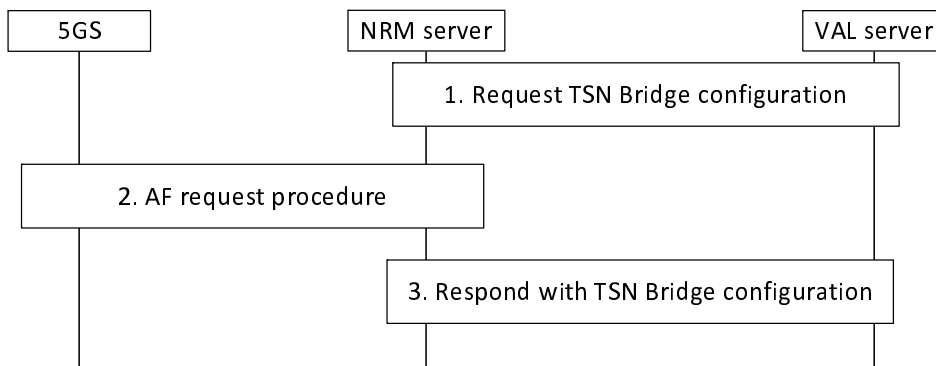 5GS
NRM server
VAL server
1. Request TSN Bridge configuration
2. AF request procedure
3. Respond with TSN Bridge configuration